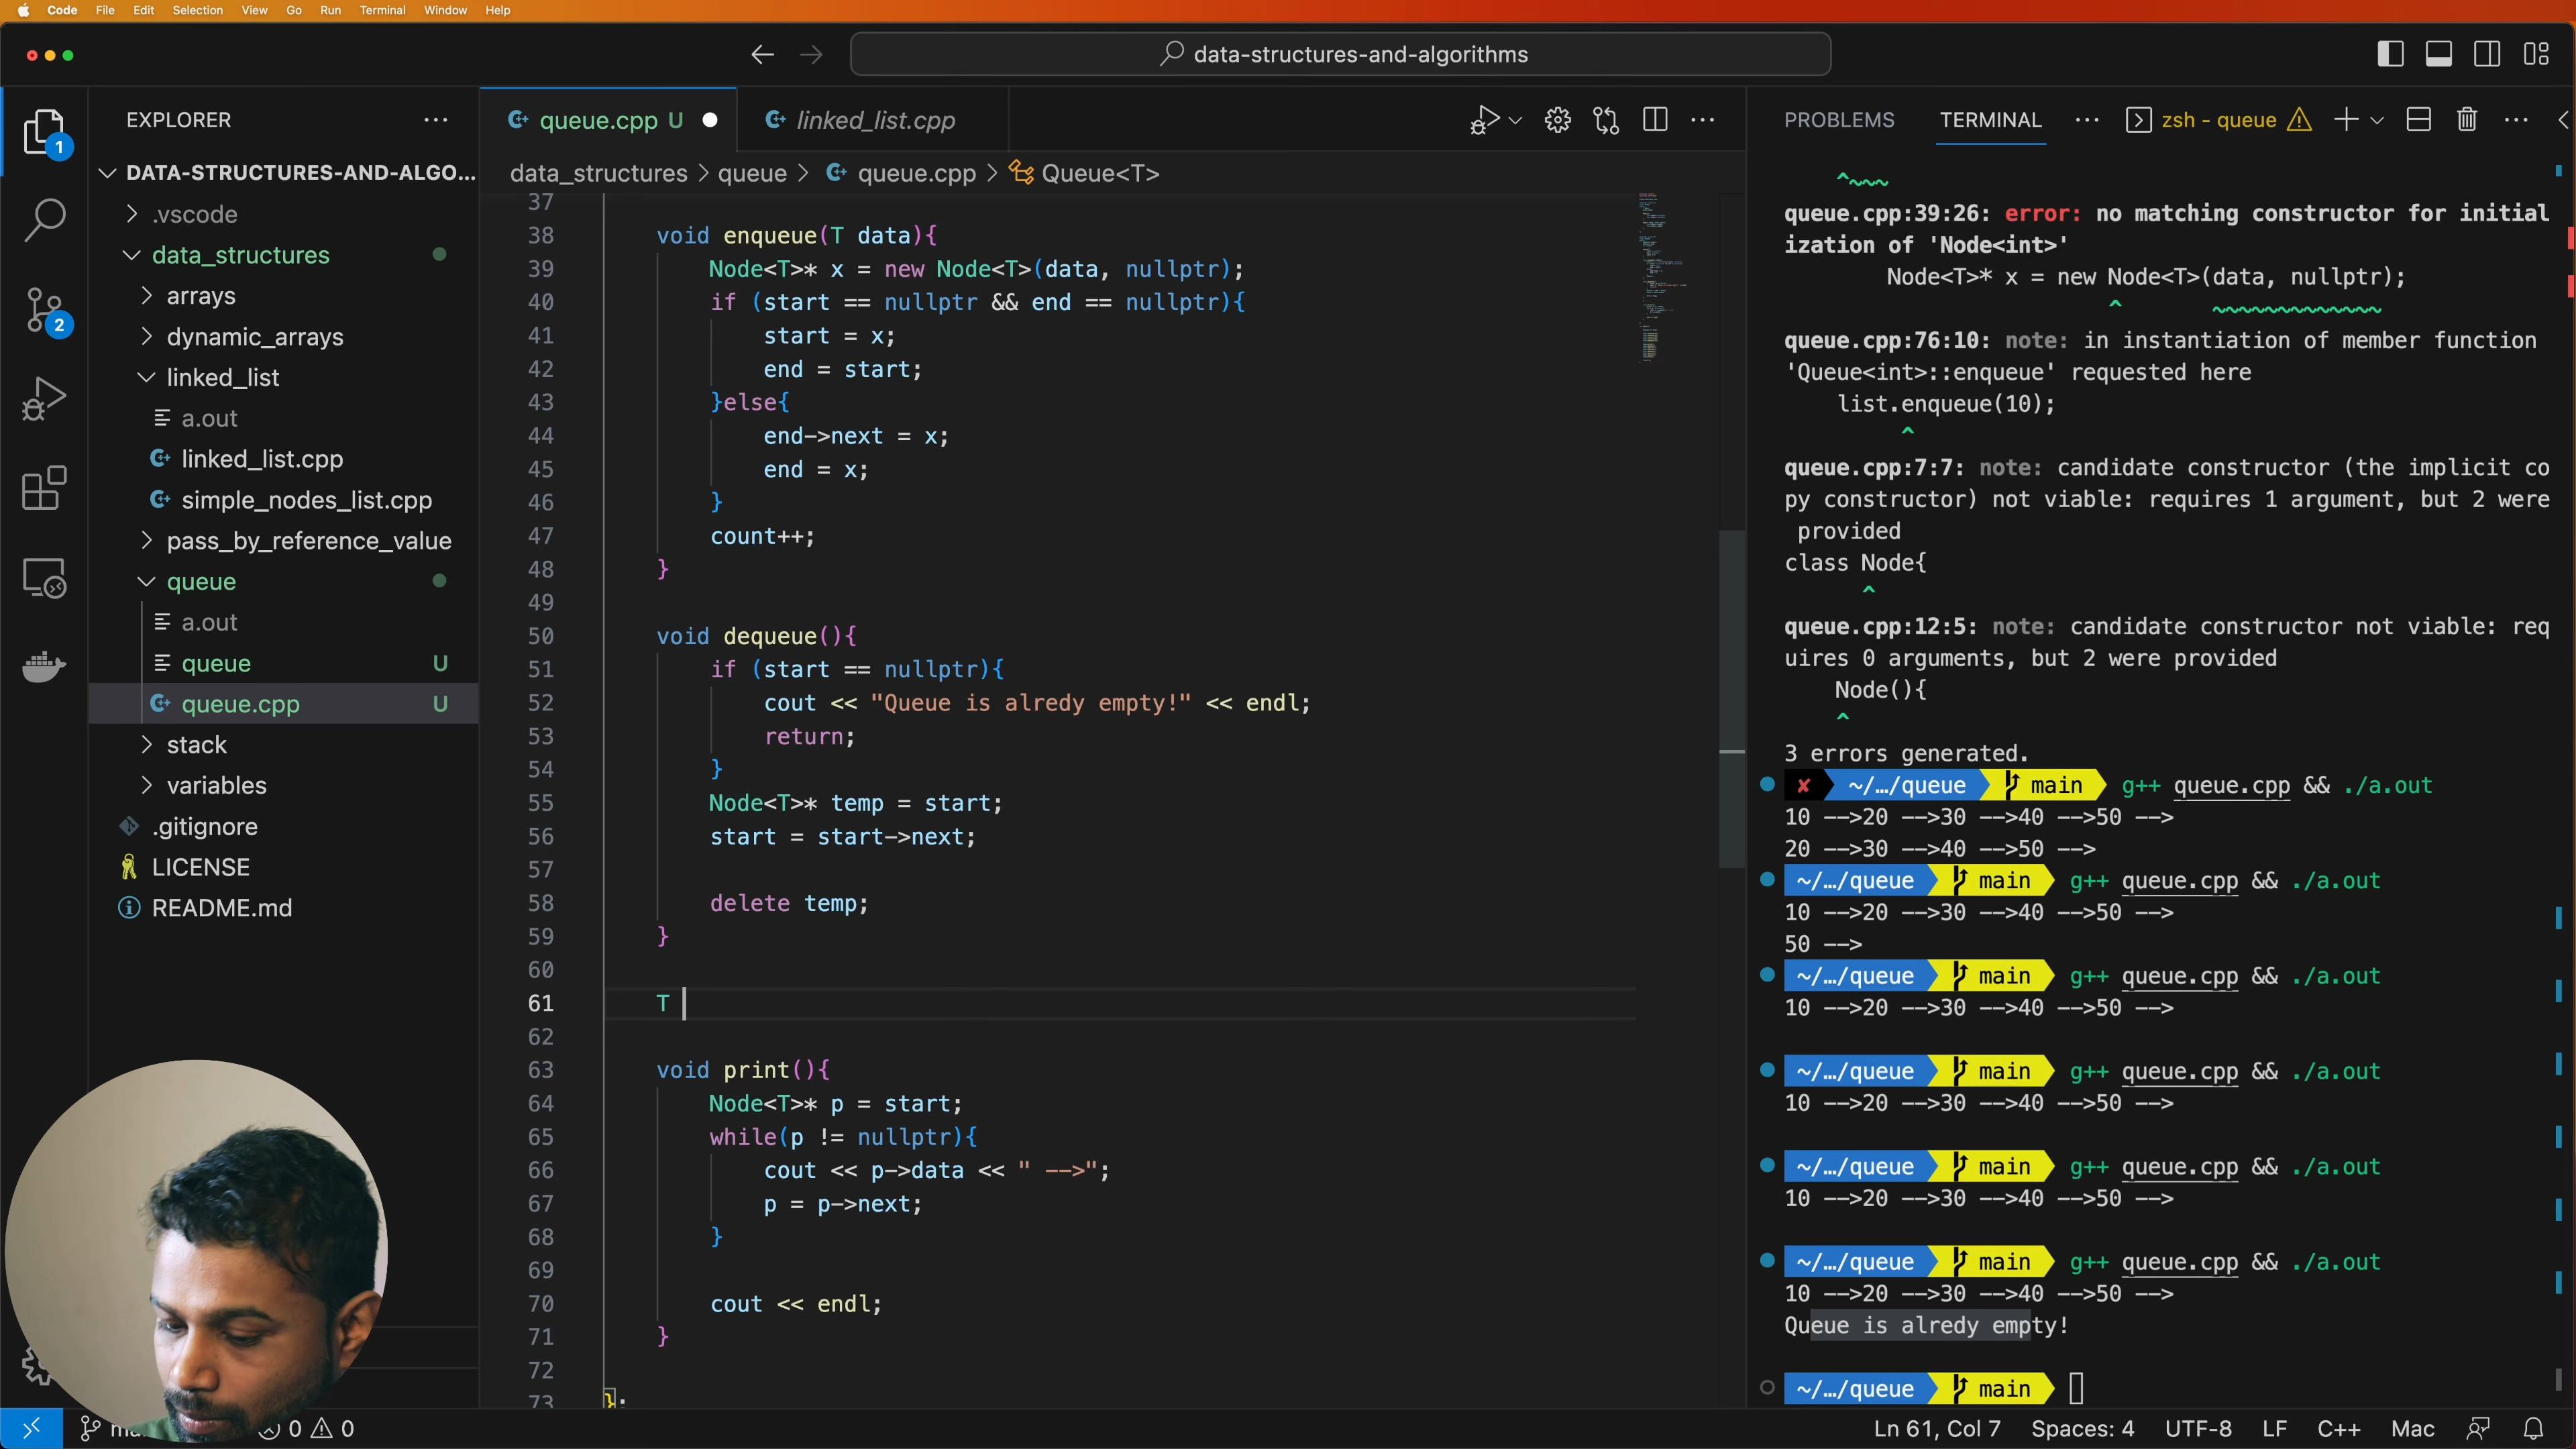 Code File Edit Selection View Go Run Terminal Window Help
data-structures-and-algorithms
EXPLORER
1
DATA-STRUCTURES-AND-ALGO...
.vscode
data_structures
arrays
dynamic_arrays
2
linked_list
a.out
linked_list.cpp
simple_nodes_list.cpp
pass_by_reference_value
queue
a.out
queue U
queue.cpp U
stack
variables
.gitignore
LICENSE
README.md
queue.cpp U
linked_list.cpp
data_structures > queue > queue.cpp > Queue<T>
37
38 void enqueue(T data){
39 Node<T>* x = new Node<T>(data, nullptr);
40 if (start == nullptr && end == nullptr){
41 start = x;
42 end = start;
43 }else{
44 end->next = x;
45 end = x;
46 }
47 count++;
48 }
49
50 void dequeue(){
51 if (start == nullptr){
52 cout << "Queue is alredy empty!" << endl;
53 return;
54 }
55 Node<T>* temp = start;
56 start = start->next;
57
58 delete temp;
59 }
60
61 T
62
63 void print(){
64 Node<T>* p = start;
65 while(p != nullptr){
66 cout << p->data << " -->";
67 p = p->next;
68 }
69
70 cout << endl;
71 }
72
73 };
PROBLEMS TERMINAL zsh - queue
^~~~
queue.cpp:39:26: error: no matching constructor for initial
ization of 'Node<int>'
Node<T>* x = new Node<T>(data, nullptr);
^ ~~~~~~~~~~~~~
queue.cpp:76:10: note: in instantiation of member function
'Queue<int>::enqueue' requested here
list.enqueue(10);
^
queue.cpp:7:7: note: candidate constructor (the implicit co
py constructor) not viable: requires 1 argument, but 2 were
provided
class Node{
^
queue.cpp:12:5: note: candidate constructor not viable: req
uires 0 arguments, but 2 were provided
Node(){
^
3 errors generated.
✘ ~/…/queue main g++ queue.cpp && ./a.out
10 -->20 -->30 -->40 -->50 -->
20 -->30 -->40 -->50 -->
~/…/queue main g++ queue.cpp && ./a.out
10 -->20 -->30 -->40 -->50 -->
50 -->
~/…/queue main g++ queue.cpp && ./a.out
10 -->20 -->30 -->40 -->50 -->
~/…/queue main g++ queue.cpp && ./a.out
10 -->20 -->30 -->40 -->50 -->
~/…/queue main g++ queue.cpp && ./a.out
10 -->20 -->30 -->40 -->50 -->
~/…/queue main g++ queue.cpp && ./a.out
10 -->20 -->30 -->40 -->50 -->
Queue is alredy empty!
~/…/queue main
0 0
Ln 61, Col 7 Spaces: 4 UTF-8 LF C++ Mac